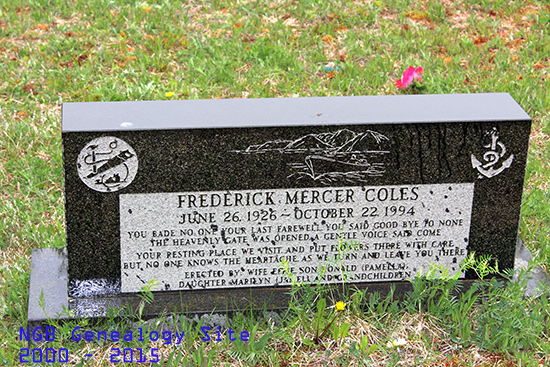 FREDERICK MERCER COLES
JUNE 26, 1926 - OCTOBER 22, 1994
YOU BADE NO ONE YOUR LAST FAREWELL YOU SAID GOOD BYE TO NONE
THE HEAVENLY GATE WAS OPENED A GENTLE VOICE SAID COME
YOUR RESTING PLACE WE VISIT AND PUT FLOWERS THERE WITH CARE
BUT NO ONE KNOWS THE HEARTACHE AS WE TURN AND LEAVE YOU THERE
ERECTED BY WIFE SON RONALD (PAMELA)
DAUGHTER MARILYN AND GRANDCHILDREN
NGB Genealogy Site
2000 - 2015